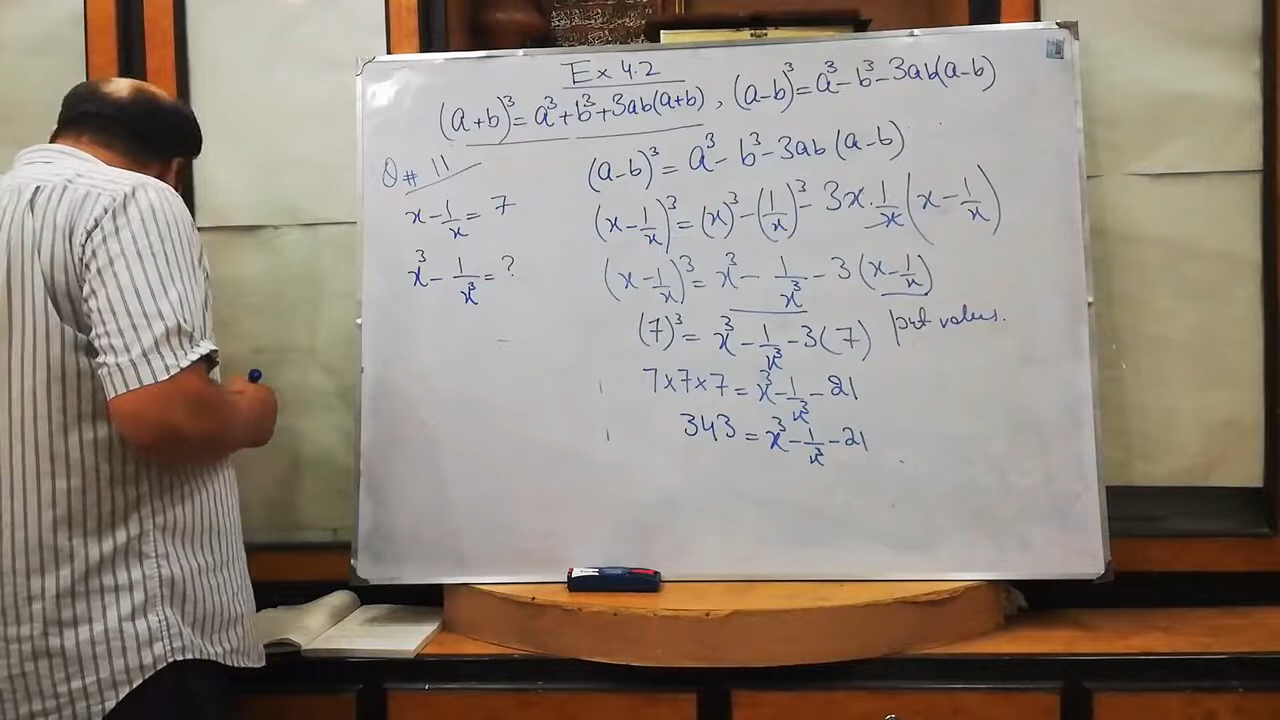 Ex 4.2
(a+b)³ = a³+b³+3ab(a+b) , (a-b)³ = a³-b³-3ab(a-b)
Q# 11
x-1/x = 7
x³-1/x³ = ?
(a-b)³ = a³-b³-3ab(a-b)
(x-1/x)³ = (x)³-(1/x)³-3x.1/x(x-1/x)
(x-1/x)³ = x³-1/x³-3(x-1/x)
(7)³ = x³-1/x³-3(7) put values.
7×7×7 = x³-1/x³-21
343 = x³-1/x³-21